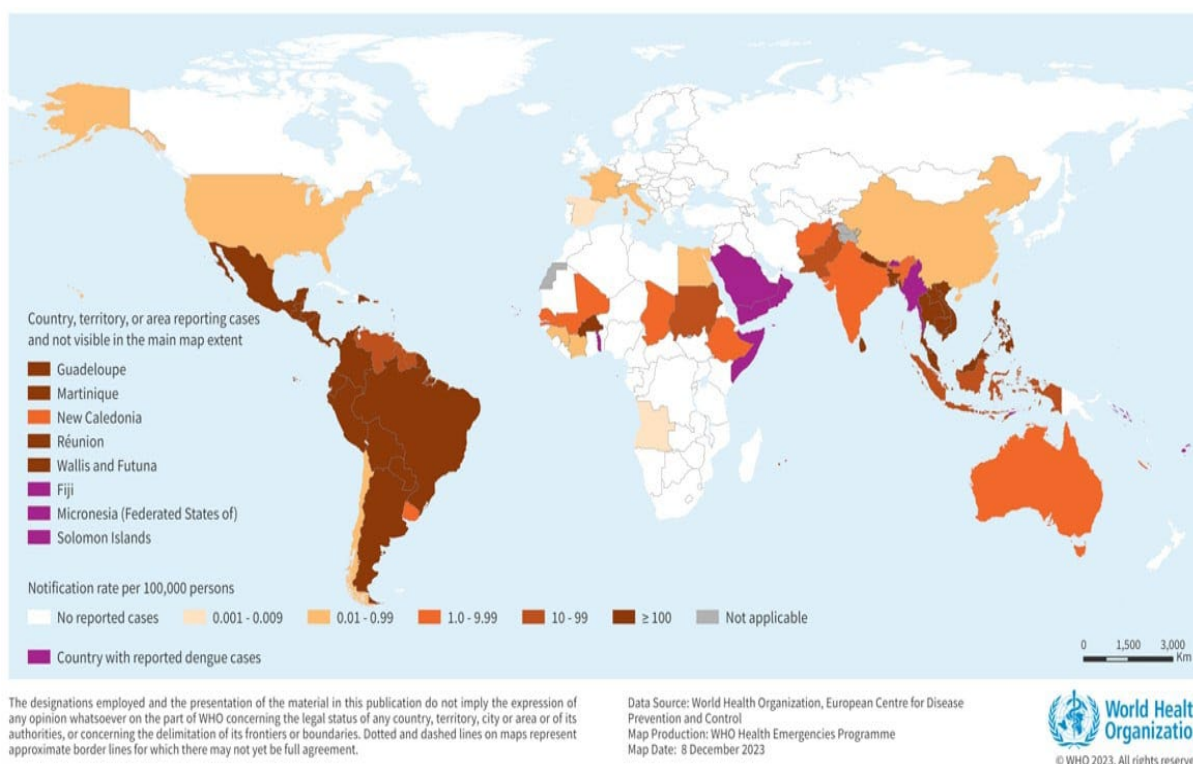 Country, territory, or area reporting cases
and not visible in the main map extent
Guadeloupe
Martinique
New Caledonia
Réunion
Wallis and Futuna
Fiji
Micronesia (Federated States of)
Solomon Islands
Notification rate per 100,000 persons
No reported cases
0.001 - 0.009
0.01 - 0.99
1.0 - 9.99
10 - 99
≥ 100
Not applicable
Country with reported dengue cases
0 1,500 3,000
Km
The designations employed and the presentation of the material in this publication do not imply the expression of
any opinion whatsoever on the part of WHO concerning the legal status of any country, territory, city or area or of its
authorities, or concerning the delimitation of its frontiers or boundaries. Dotted and dashed lines on maps represent
approximate border lines for which there may not yet be full agreement.
Data Source: World Health Organization, European Centre for Disease
Prevention and Control
Map Production: WHO Health Emergencies Programme
Map Date: 8 December 2023
World Healt
Organizatio
© WHO 2023. All rights reserve